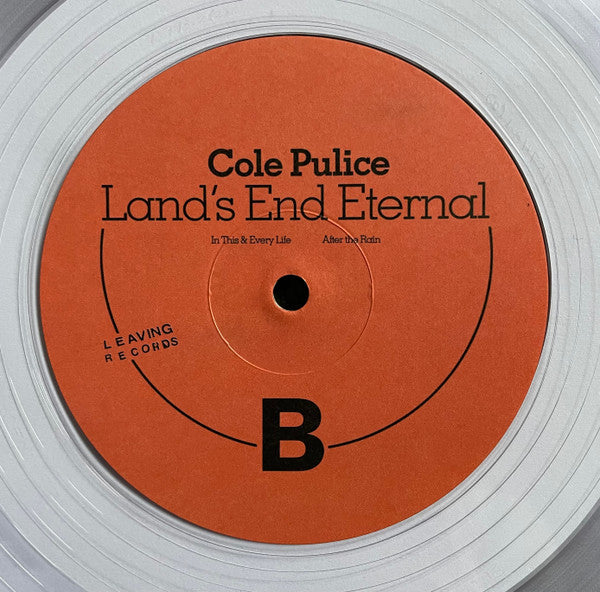 Cole Pulice
Land's End Eternal
In This & Every Life After the Rain
LEAVING
RECORDS
B